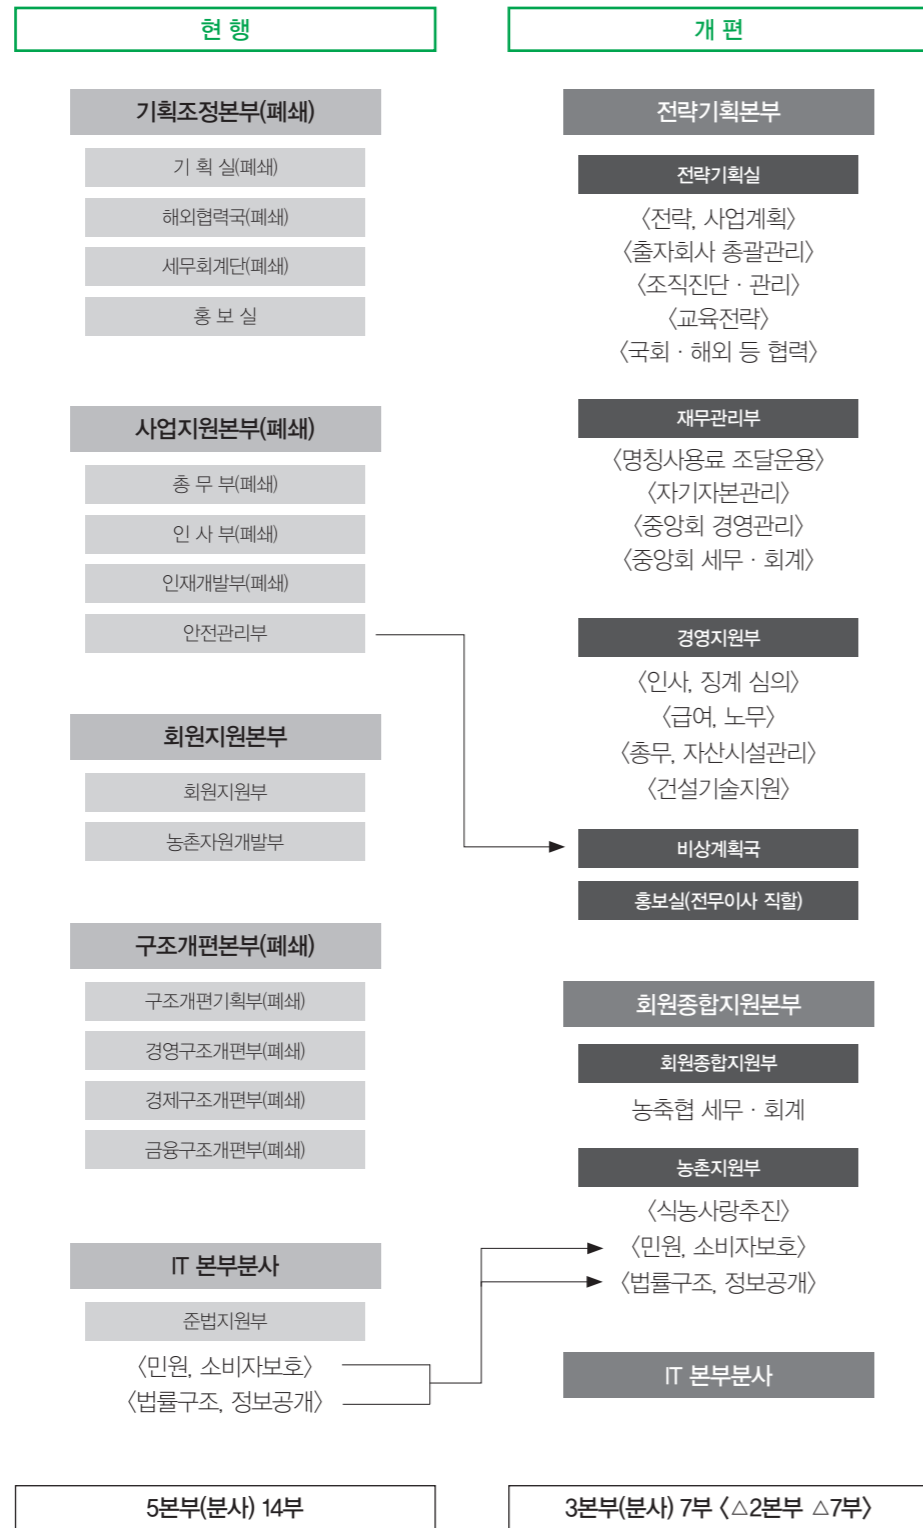 현 행
기획조정본부(폐쇄)
기 획 실(폐쇄)
해외협력국(폐쇄)
세무회계단(폐쇄)
홍 보 실
사업지원본부(폐쇄)
총 무 부(폐쇄)
인 사 부(폐쇄)
인재개발부(폐쇄)
안전관리부
회원지원본부
회원지원부
농촌자원개발부
구조개편본부(폐쇄)
구조개편기획부(폐쇄)
경영구조개편부(폐쇄)
경제구조개편부(폐쇄)
금융구조개편부(폐쇄)
IT 본부분사
준법지원부
〈민원, 소비자보호〉
〈법률구조, 정보공개〉
5본부(분사) 14부
개 편
전략기획본부
전략기획실
〈전략, 사업계획〉
〈출자회사 총괄관리〉
〈조직진단 · 관리〉
〈교육전략〉
〈국회 · 해외 등 협력〉
재무관리부
〈명칭사용료 조달운용〉
〈자기자본관리〉
〈중앙회 경영관리〉
〈중앙회 세무 · 회계〉
경영지원부
〈인사, 징계 심의〉
〈급여, 노무〉
〈총무, 자산시설관리〉
〈건설기술지원〉
비상계획국
홍보실(전무이사 직할)
회원종합지원본부
회원종합지원부
농축협 세무 · 회계
농촌지원부
〈식농사랑추진〉
〈민원, 소비자보호〉
〈법률구조, 정보공개〉
IT 본부분사
3본부(분사) 7부 〈△2본부 △7부〉